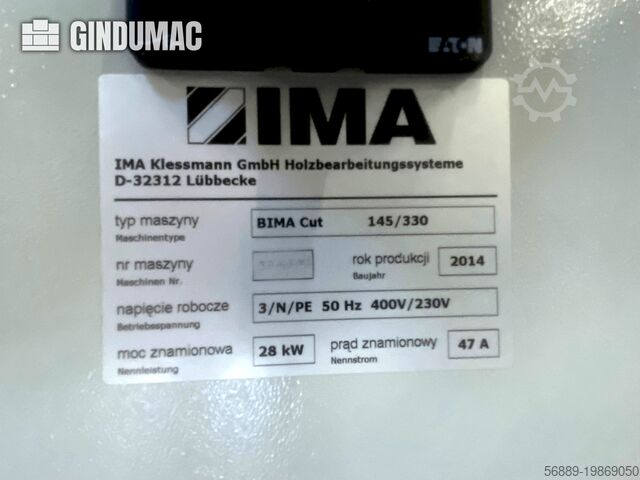 GINDUMAC
EATON
IMA
IMA Klessmann GmbH Holzbearbeitungssysteme
D-32312 Lübbecke
typ maszyny BIMA Cut 145/330
Maschinentype
nr maszyny rok produkcji 2014
Maschinen Nr. Baujahr
napięcie robocze 3/N/PE 50 Hz 400V/230V
Betriebsspannung
moc znamionowa 28 kW prąd znamionowy 47 A
Nennleistung Nennstrom
56889-19869050